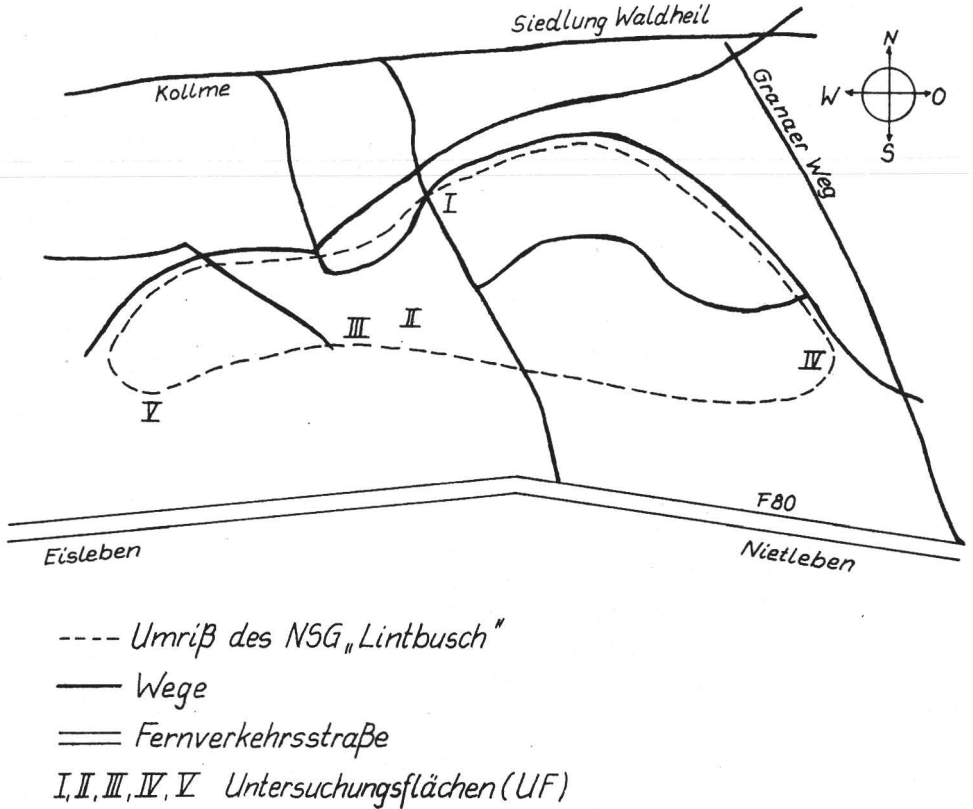 Siedlung Waldheil
Kollme
Granaer Weg
N
W O
S
I
II
III
IV
V
F80
Eisleben
Nietleben
Umriß des NSG „Lintbusch"
Wege
Fernverkehrsstraße
I, II, III, IV, V Untersuchungsflächen (UF)